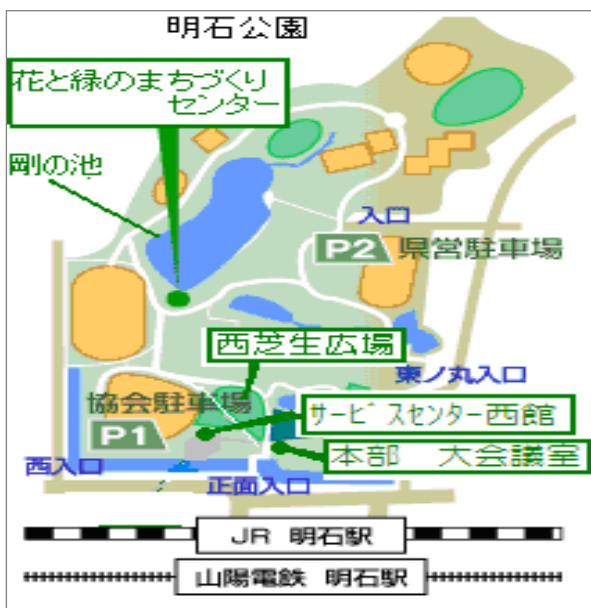 明石公園
花と緑のまちづくり
センター
剛の池
入口
P2 県営駐車場
西芝生広場
東ノ丸入口
協会駐車場
P1
サービスセンター西館
本部 大会議室
西入口
正面入口
JR 明石駅
山陽電鉄 明石駅